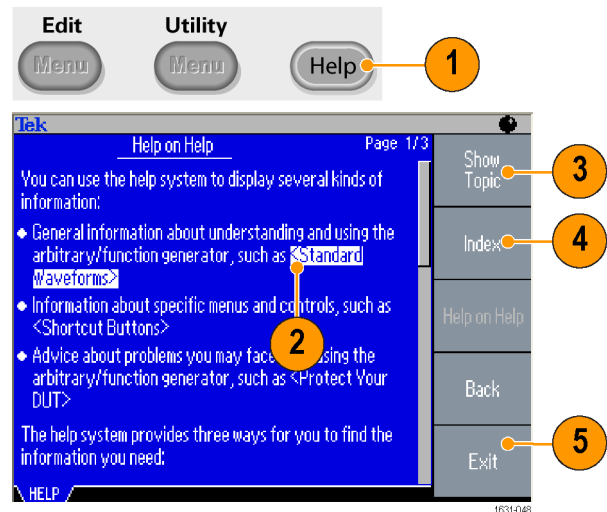 Edit
Utility
Menu
Menu
Help
1
Tek
Help on Help
Page 1/3
You can use the help system to display several kinds of
information:
General information about understanding and using the
arbitrary/function generator, such as <Standard
Waveforms>
Information about specific menus and controls, such as
<Shortcut Buttons>
Advice about problems you may face using the
arbitrary/function generator, such as <Protect Your
DUT>
The help system provides three ways for you to find the
information you need:
HELP
2
Show
Topic
3
Index
4
Help on Help
Back
Exit
5
1631-048